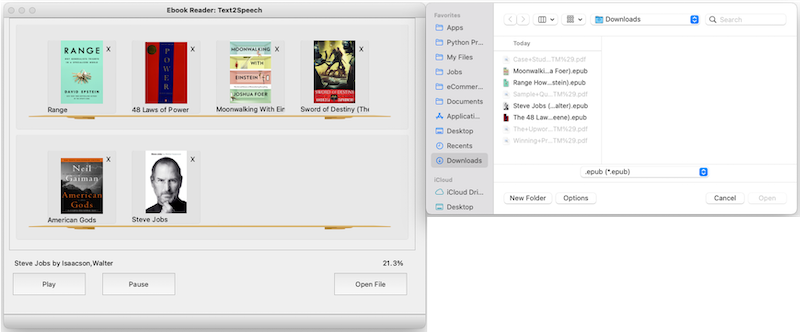 Ebook Reader: Text2Speech
X
X
X
X
RANGE
DAVID EPSTEIN
POWER
MOONWALKING
WITH
EINSTEIN
JOSHUA FOER
Range
48 Laws of Power
Moonwalking With Ein
Sword of Destiny (The
X
X
Neil
Gaiman
American
Gods
Steve Jobs
American Gods
Steve Jobs
Steve Jobs by Isaacson,Walter
21.3%
Play
Pause
Open File
Favorites
Apps
Python Pr...
My Files
Jobs
eCommer...
Documents
Applicati...
Desktop
Recents
Downloads
iCloud
iCloud Dri...
Desktop
Downloads
Search
Today
Case+Stud...TM%29.pdf
Moonwalki...a Foer).epub
Range How...stein).epub
Sample+Qu...TM%29.pdf
Steve Jobs (...alter).epub
The 48 Law...eene).epub
The+Upwor...TM%29.pdf
Winning+Pr...TM%29.pdf
.epub (*.epub)
New Folder
Options
Cancel
Open